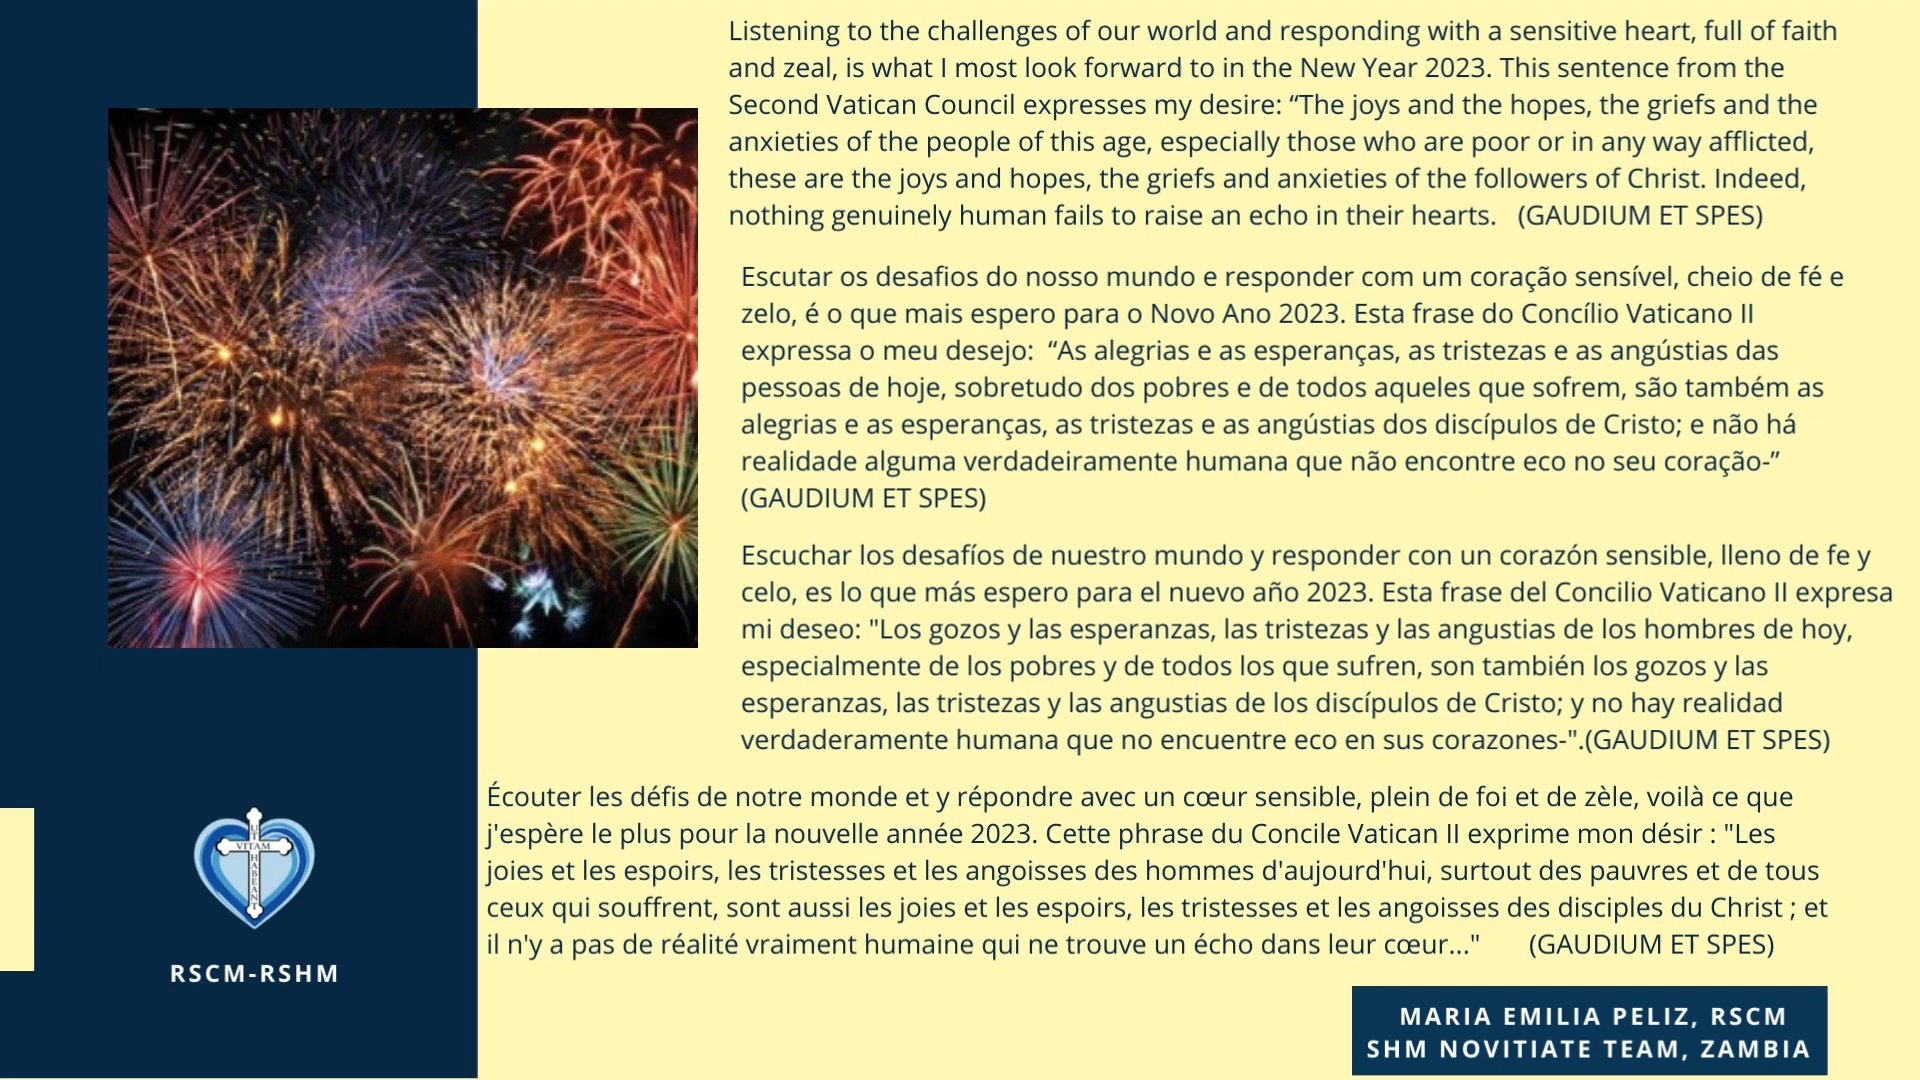 Listening to the challenges of our world and responding with a sensitive heart, full of faith
and zeal, is what I most look forward to in the New Year 2023. This sentence from the
Second Vatican Council expresses my desire: “The joys and the hopes, the griefs and the
anxieties of the people of this age, especially those who are poor or in any way afflicted,
these are the joys and hopes, the griefs and anxieties of the followers of Christ. Indeed,
nothing genuinely human fails to raise an echo in their hearts.   (GAUDIUM ET SPES)
Escutar os desafios do nosso mundo e responder com um coração sensível, cheio de fé e
zelo, é o que mais espero para o Novo Ano 2023. Esta frase do Concílio Vaticano II
expressa o meu desejo:  “As alegrias e as esperanças, as tristezas e as angústias das
pessoas de hoje, sobretudo dos pobres e de todos aqueles que sofrem, são também as
alegrias e as esperanças, as tristezas e as angústias dos discípulos de Cristo; e não há
realidade alguma verdadeiramente humana que não encontre eco no seu coração-”
(GAUDIUM ET SPES)
Escuchar los desafíos de nuestro mundo y responder con un corazón sensible, lleno de fe y
celo, es lo que más espero para el nuevo año 2023. Esta frase del Concilio Vaticano II expresa
mi deseo: "Los gozos y las esperanzas, las tristezas y las angustias de los hombres de hoy,
especialmente de los pobres y de todos los que sufren, son también los gozos y las
esperanzas, las tristezas y las angustias de los discípulos de Cristo; y no hay realidad
verdaderamente humana que no encuentre eco en sus corazones-".(GAUDIUM ET SPES)
Écouter les défis de notre monde et y répondre avec un cœur sensible, plein de foi et de zèle, voilà ce que
j'espère le plus pour la nouvelle année 2023. Cette phrase du Concile Vatican II exprime mon désir : "Les
joies et les espoirs, les tristesses et les angoisses des hommes d'aujourd'hui, surtout des pauvres et de tous
ceux qui souffrent, sont aussi les joies et les espoirs, les tristesses et les angoisses des disciples du Christ ; et
il n'y a pas de réalité vraiment humaine qui ne trouve un écho dans leur cœur..."   (GAUDIUM ET SPES)
UT
VITAM
HABEANT
RSCM-RSHM
MARIA EMILIA PELIZ, RSCM
SHM NOVITIATE TEAM, ZAMBIA